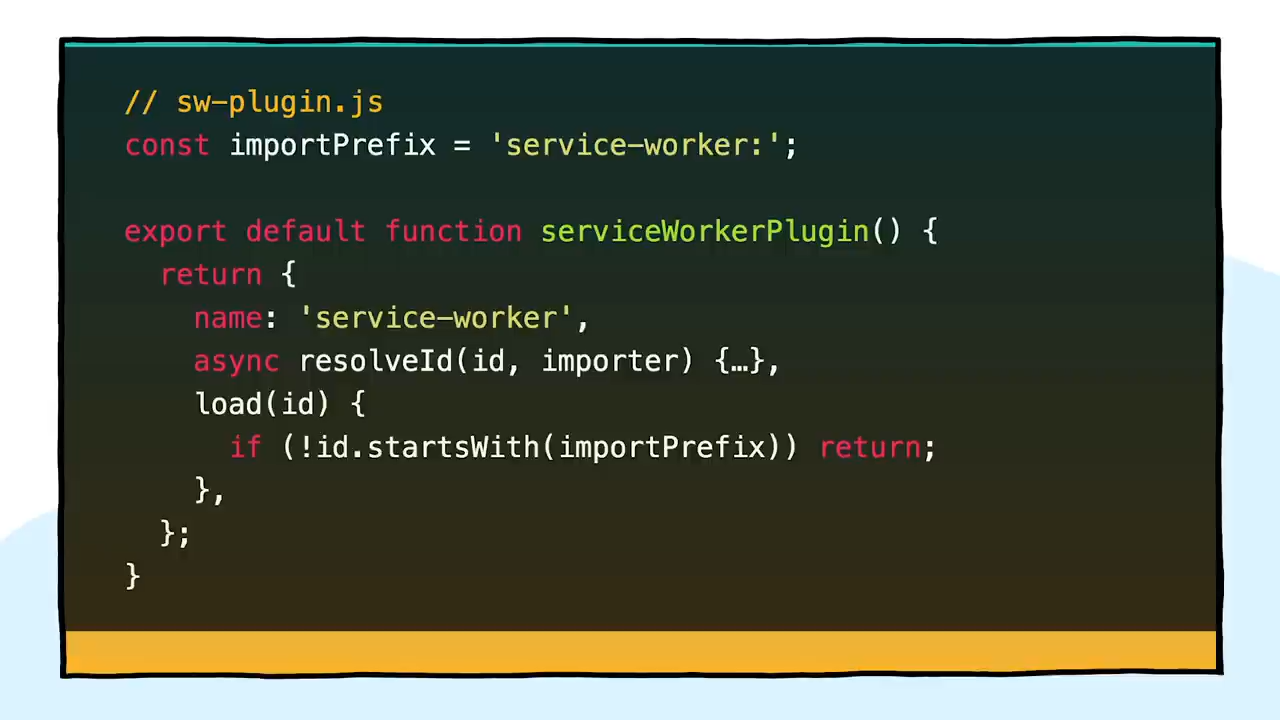 // sw-plugin.js
const importPrefix = 'service-worker:';
export default function serviceWorkerPlugin() {
  return {
    name: 'service-worker',
    async resolveId(id, importer) {…},
    load(id) {
      if (!id.startsWith(importPrefix)) return;
    },
  };
}